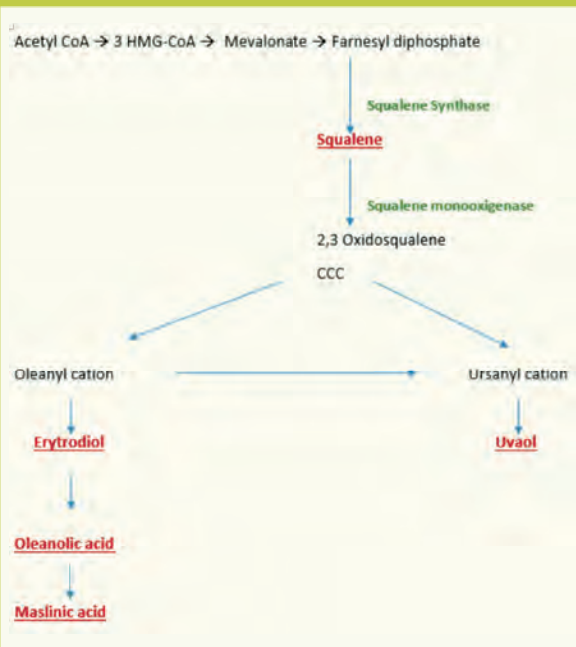 Acetyl CoA → 3 HMG-CoA → Mevalonate → Farnesyl diphosphate
Squalene Synthase
Squalene
Squalene monooxigenase
2,3 Oxidosqualene
CCC
Oleanyl cation
Ursanyl cation
Erytrodiol
Uvaol
Oleanolic acid
Maslinic acid